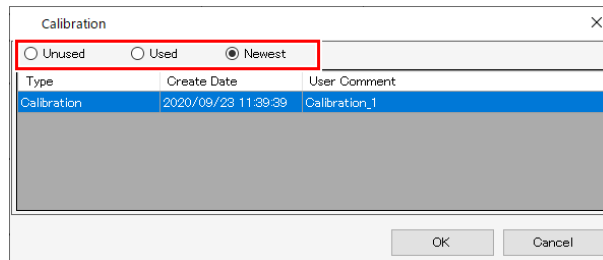 Calibration
Unused Used Newest
Type Create Date User Comment
Calibration 2020/09/23 11:39:39 Calibration_1
OK Cancel